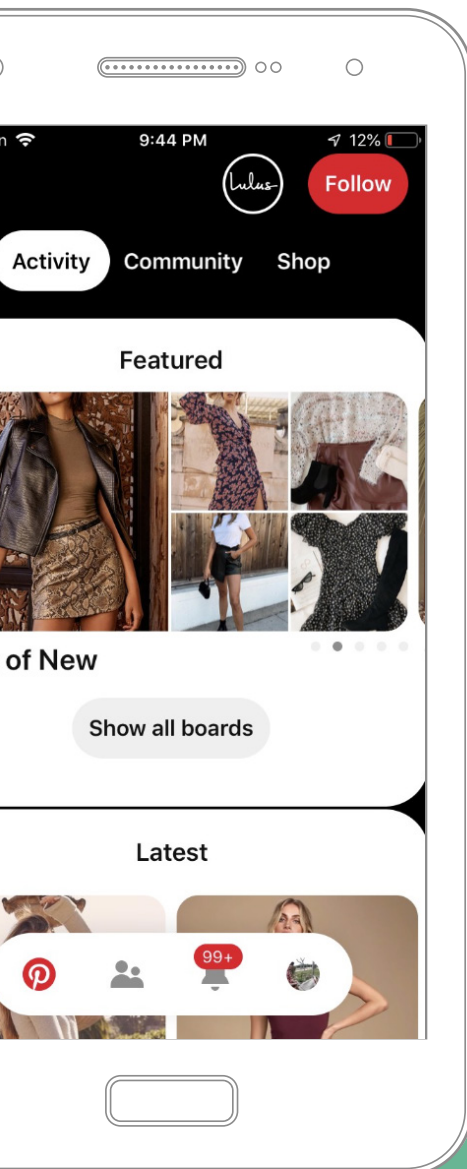 n 9:44 PM 12%
Lulus
Follow
Activity Community Shop
Featured
of New
Show all boards
Latest
99+